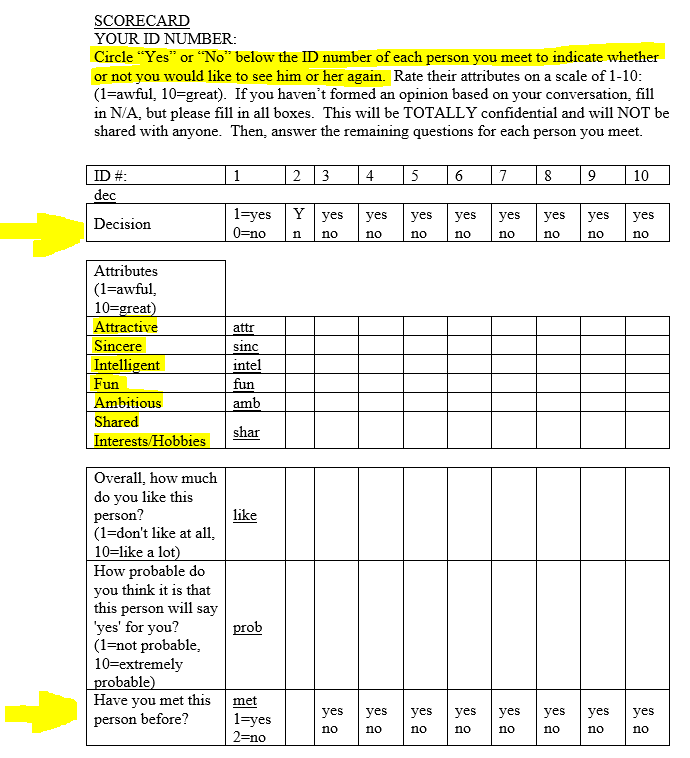 SCORECARD
YOUR ID NUMBER:
Circle “Yes” or “No” below the ID number of each person you meet to indicate whether
or not you would like to see him or her again. Rate their attributes on a scale of 1-10:
(1=awful, 10=great). If you haven’t formed an opinion based on your conversation, fill
in N/A, but please fill in all boxes. This will be TOTALLY confidential and will NOT be
shared with anyone. Then, answer the remaining questions for each person you meet.
ID #: 1 2 3 4 5 6 7 8 9 10
dec
Decision 1=yes Y yes yes yes yes yes yes yes yes
0=no n no no no no no no no no
Attributes
(1=awful,
10=great)
Attractive attr
Sincere sinc
Intelligent intel
Fun fun
Ambitious amb
Shared
Interests/Hobbies shar
Overall, how much
do you like this
person? like
(1=don't like at all,
10=like a lot)
How probable do
you think it is that
this person will say
'yes' for you? prob
(1=not probable,
10=extremely
probable)
Have you met this met
person before? 1=yes yes yes yes yes yes yes yes yes
2=no no no no no no no no no